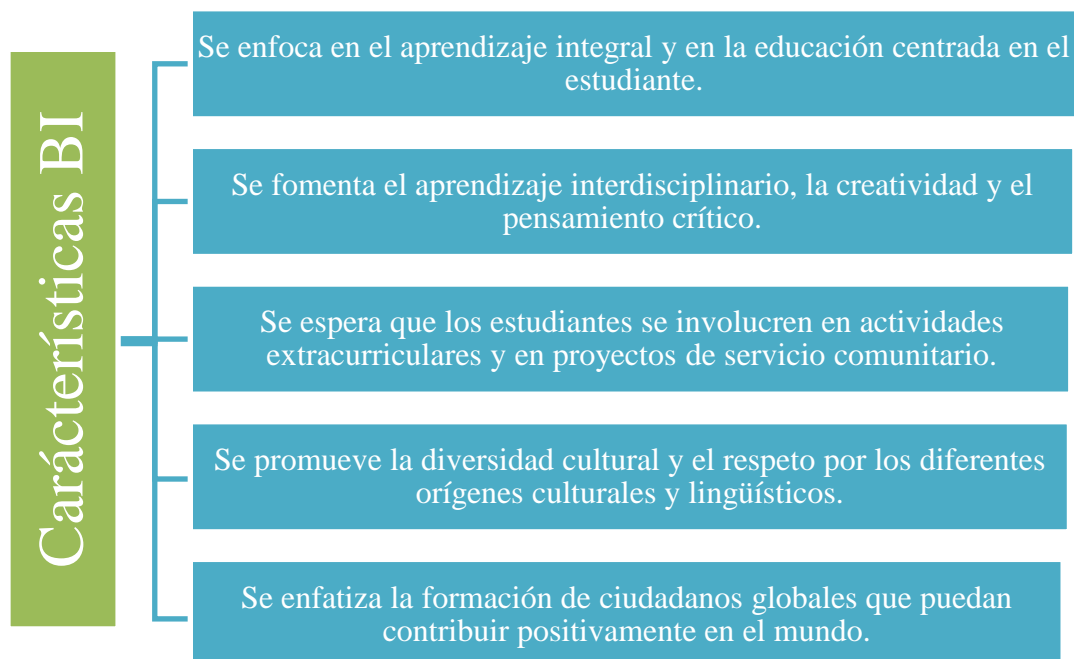 Carácterísticas BI
Se enfoca en el aprendizaje integral y en la educación centrada en el
estudiante.
Se fomenta el aprendizaje interdisciplinario, la creatividad y el
pensamiento crítico.
Se espera que los estudiantes se involucren en actividades
extracurriculares y en proyectos de servicio comunitario.
Se promueve la diversidad cultural y el respeto por los diferentes
orígenes culturales y lingüísticos.
Se enfatiza la formación de ciudadanos globales que puedan
contribuir positivamente en el mundo.